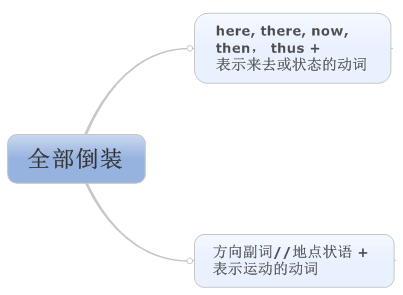 here, there, now,
then， thus +
表示来去或状态的动词
全部倒装
方向副词//地点状语 +
表示运动的动词